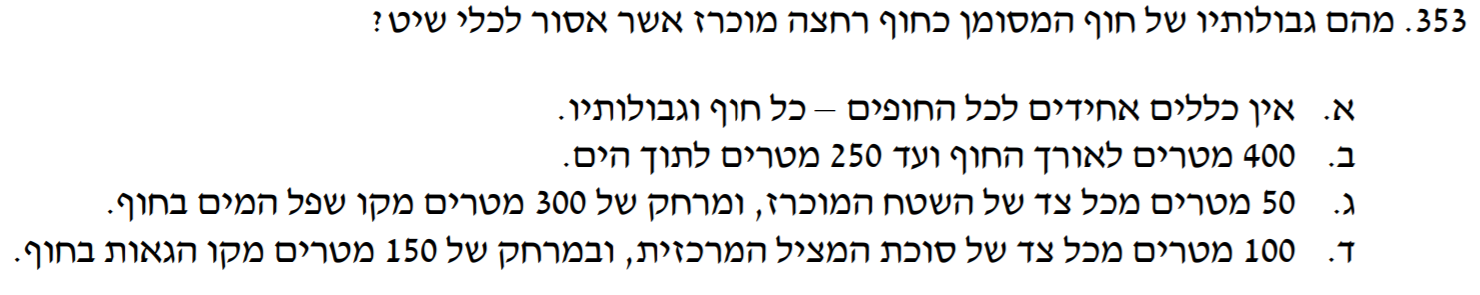 353. מהם גבולותיו של חוף המסומן כחוף רחצה מוכרז אשר אסור לכלי שיט?
א. אין כללים אחידים לכל החופים – כל חוף וגבולותיו.
ב. 400 מטרים לאורך החוף ועד 250 מטרים לתוך הים.
ג. 50 מטרים מכל צד של השטח המוכרז, ומרחק של 300 מטרים מקו שפל המים בחוף.
ד. 100 מטרים מכל צד של סוכת המציל המרכזית, ובמרחק של 150 מטרים מקו הגאות בחוף.